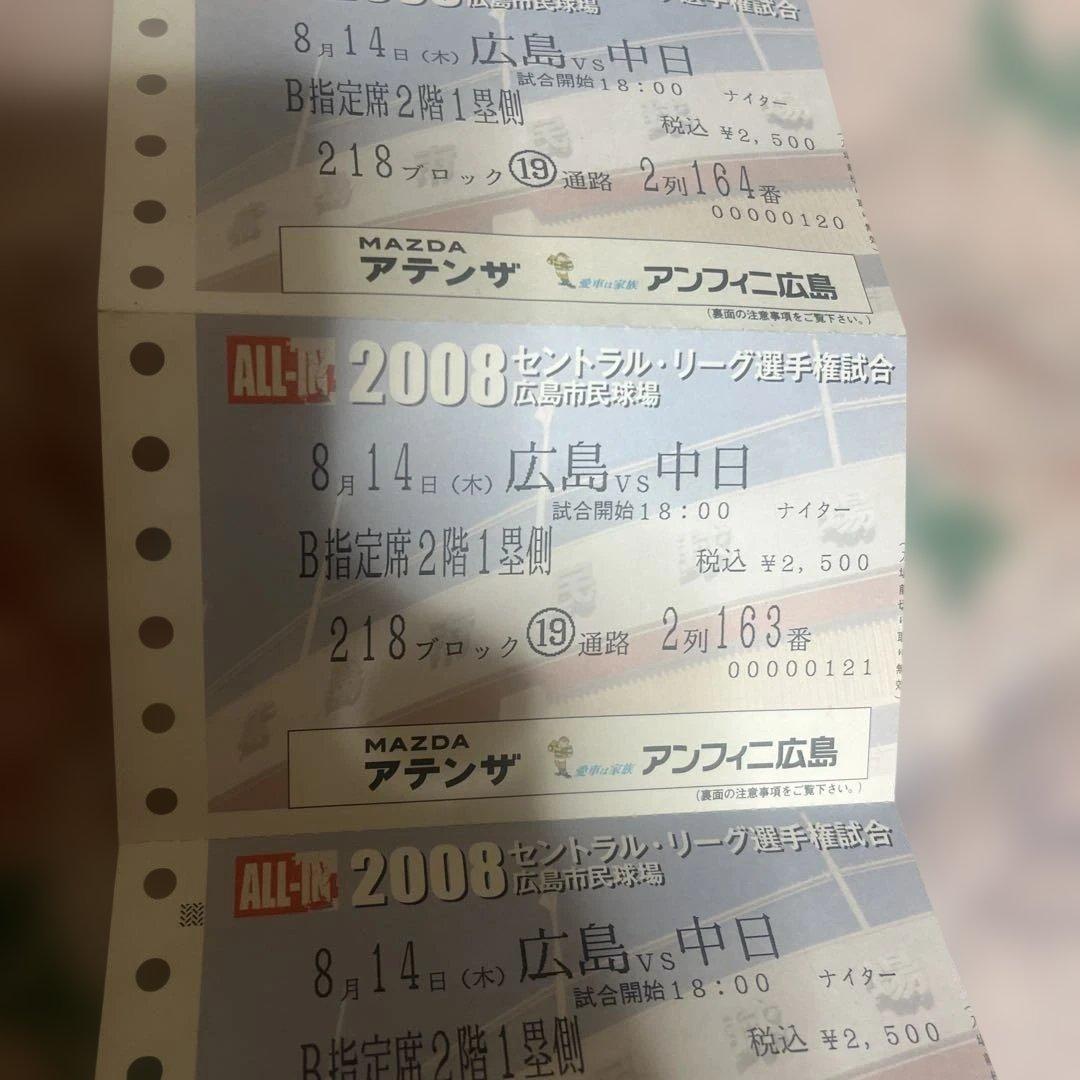 広島市民球場
8月14日(木) 広島VS中日
試合開始18:00 ナイター
B指定席2階1塁側 税込 ¥2,500
218ブロック⑲通路 2列164番
00000120
MAZDA
アテンザ 愛車は家族 アンフィニ広島
(裏面の注意事項をご覧下さい。)
ALL-IN 2008 セントラル・リーグ選手権試合
広島市民球場
8月14日(木) 広島VS中日
試合開始18:00 ナイター
B指定席2階1塁側 税込 ¥2,500
218ブロック⑲通路 2列163番
00000121
MAZDA
アテンザ 愛車は家族 アンフィニ広島
(裏面の注意事項をご覧下さい。)
ALL-IN 2008 セントラル・リーグ選手権試合
広島市民球場
8月14日(木) 広島VS中日
試合開始18:00 ナイター
B指定席2階1塁側 税込 ¥2,500